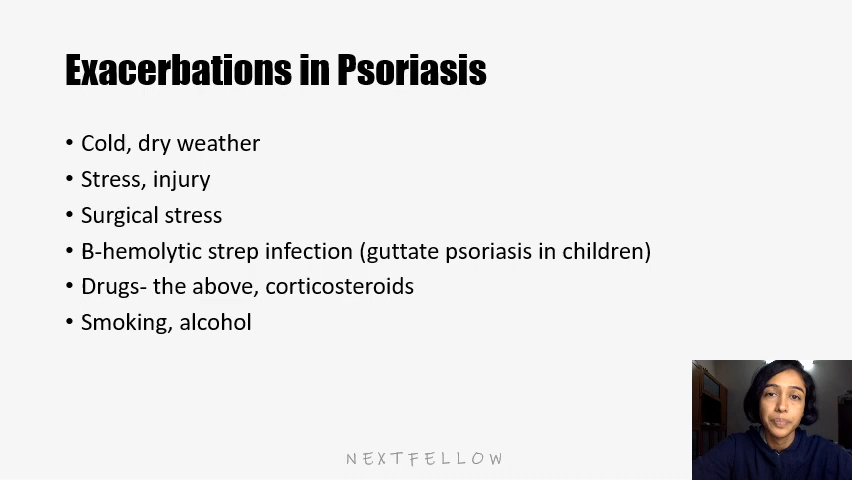 Exacerbations in Psoriasis
• Cold, dry weather
• Stress, injury
• Surgical stress
• B-hemolytic strep infection (guttate psoriasis in children)
• Drugs- the above, corticosteroids
• Smoking, alcohol
NEXTFELLOW